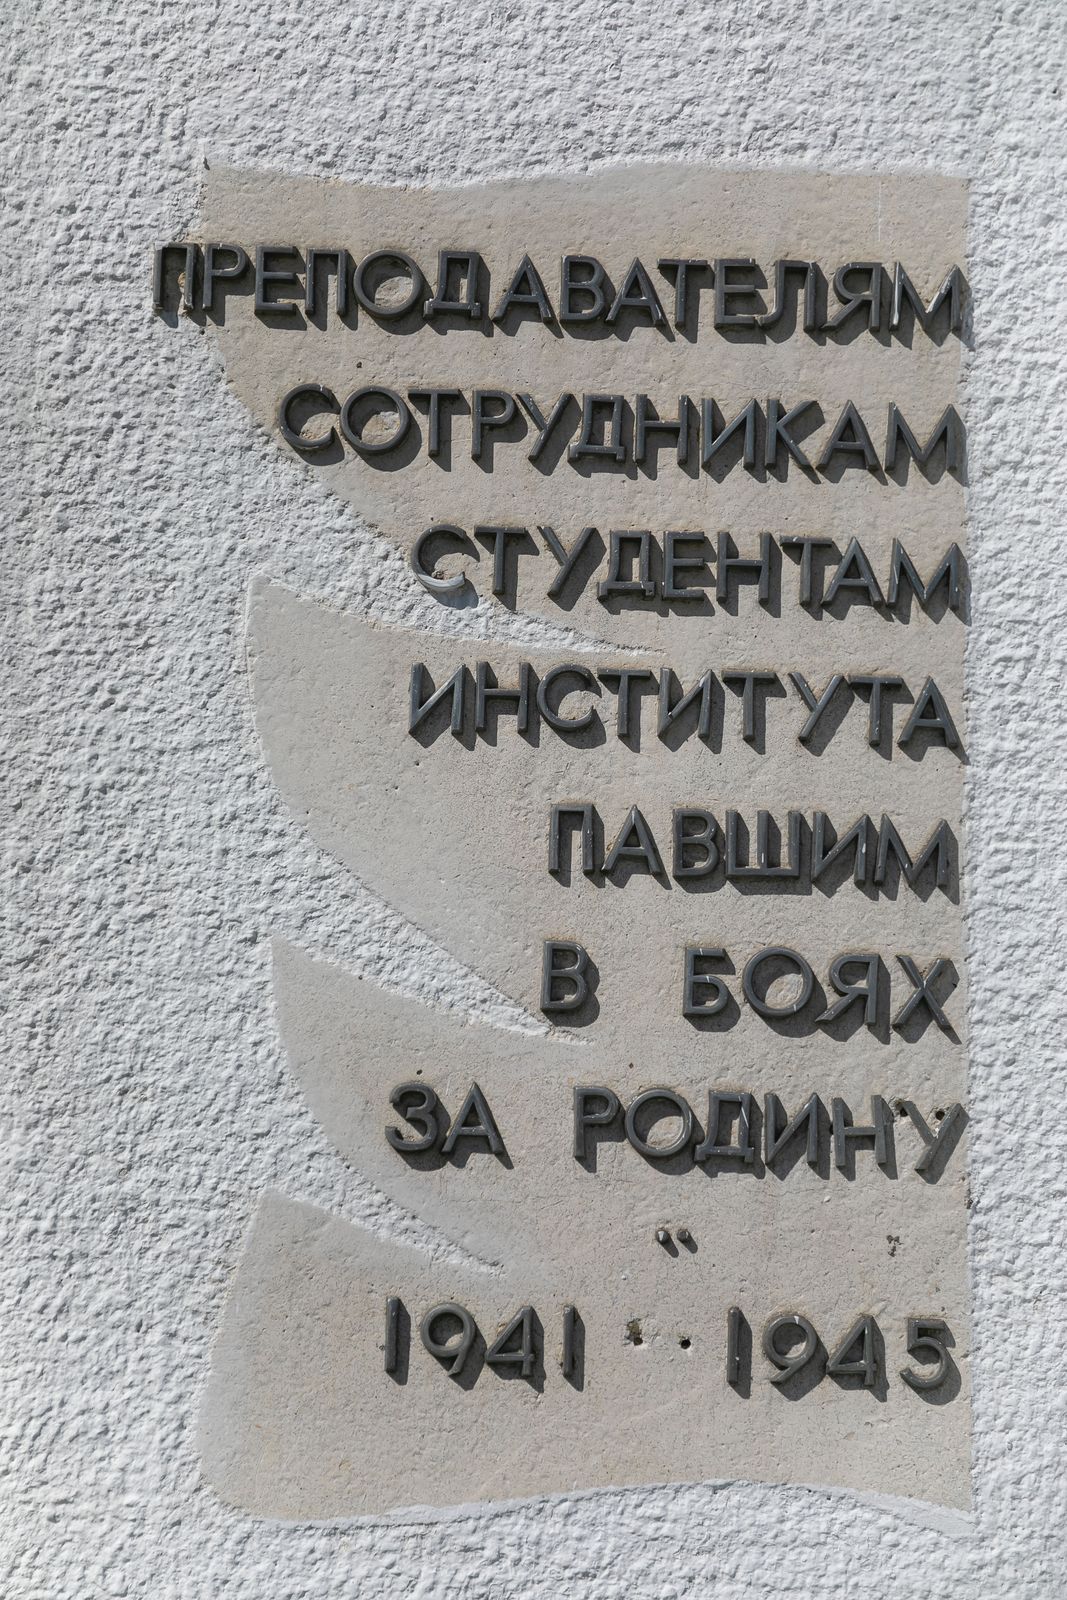 ПРЕПОДАВАТЕЛЯМ
СОТРУДНИКАМ
СТУДЕНТАМ
ИНСТИТУТА
ПАВШИМ
В БОЯХ
ЗА РОДИНУ
1941 1945